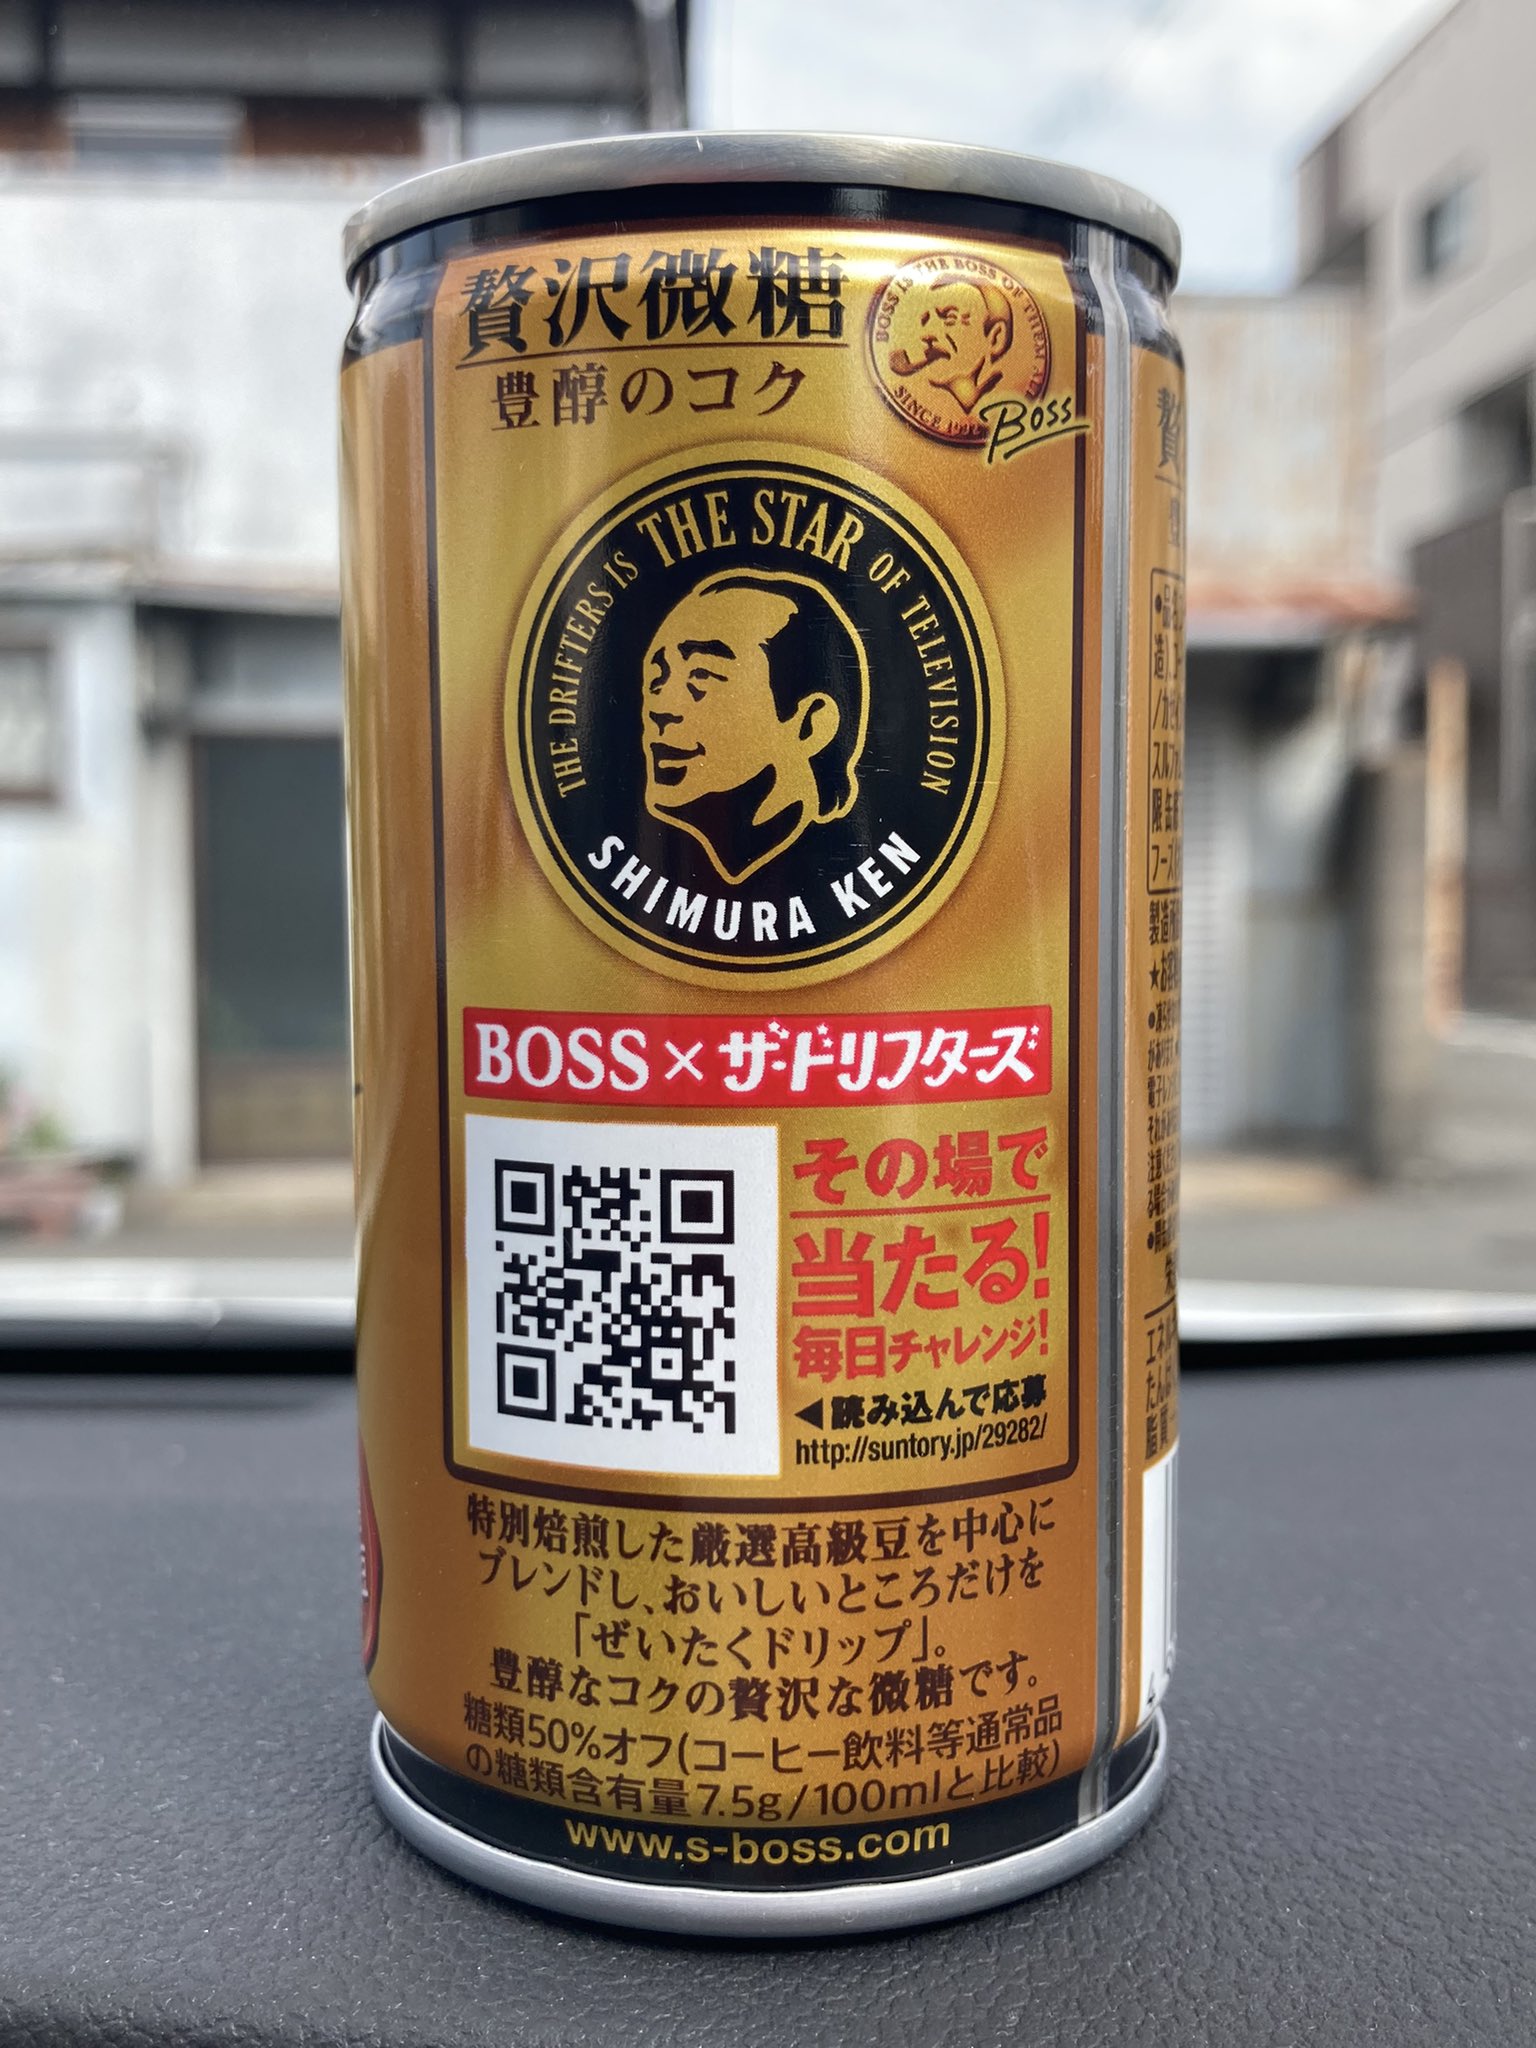 贅沢微糖
豊醇のコク
BOSS IS THE BOSS OF THEM ALL
SINCE 1992
BOSS
THE DRIFTERS IS THE STAR OF TELEVISION
SHIMURA KEN
BOSS×ザ・ドリフターズ
その場で
当たる!
毎日チャレンジ!
◀読み込んで応募
http://suntory.jp/29282/
特別焙煎した厳選高級豆を中心に
ブレンドし、おいしいところだけを
「ぜいたくドリップ」。
豊醇なコクの贅沢な微糖です。
糖類50%オフ(コーヒー飲料等通常品
の糖類含有量7.5g/100mlと比較)
www.s-boss.com